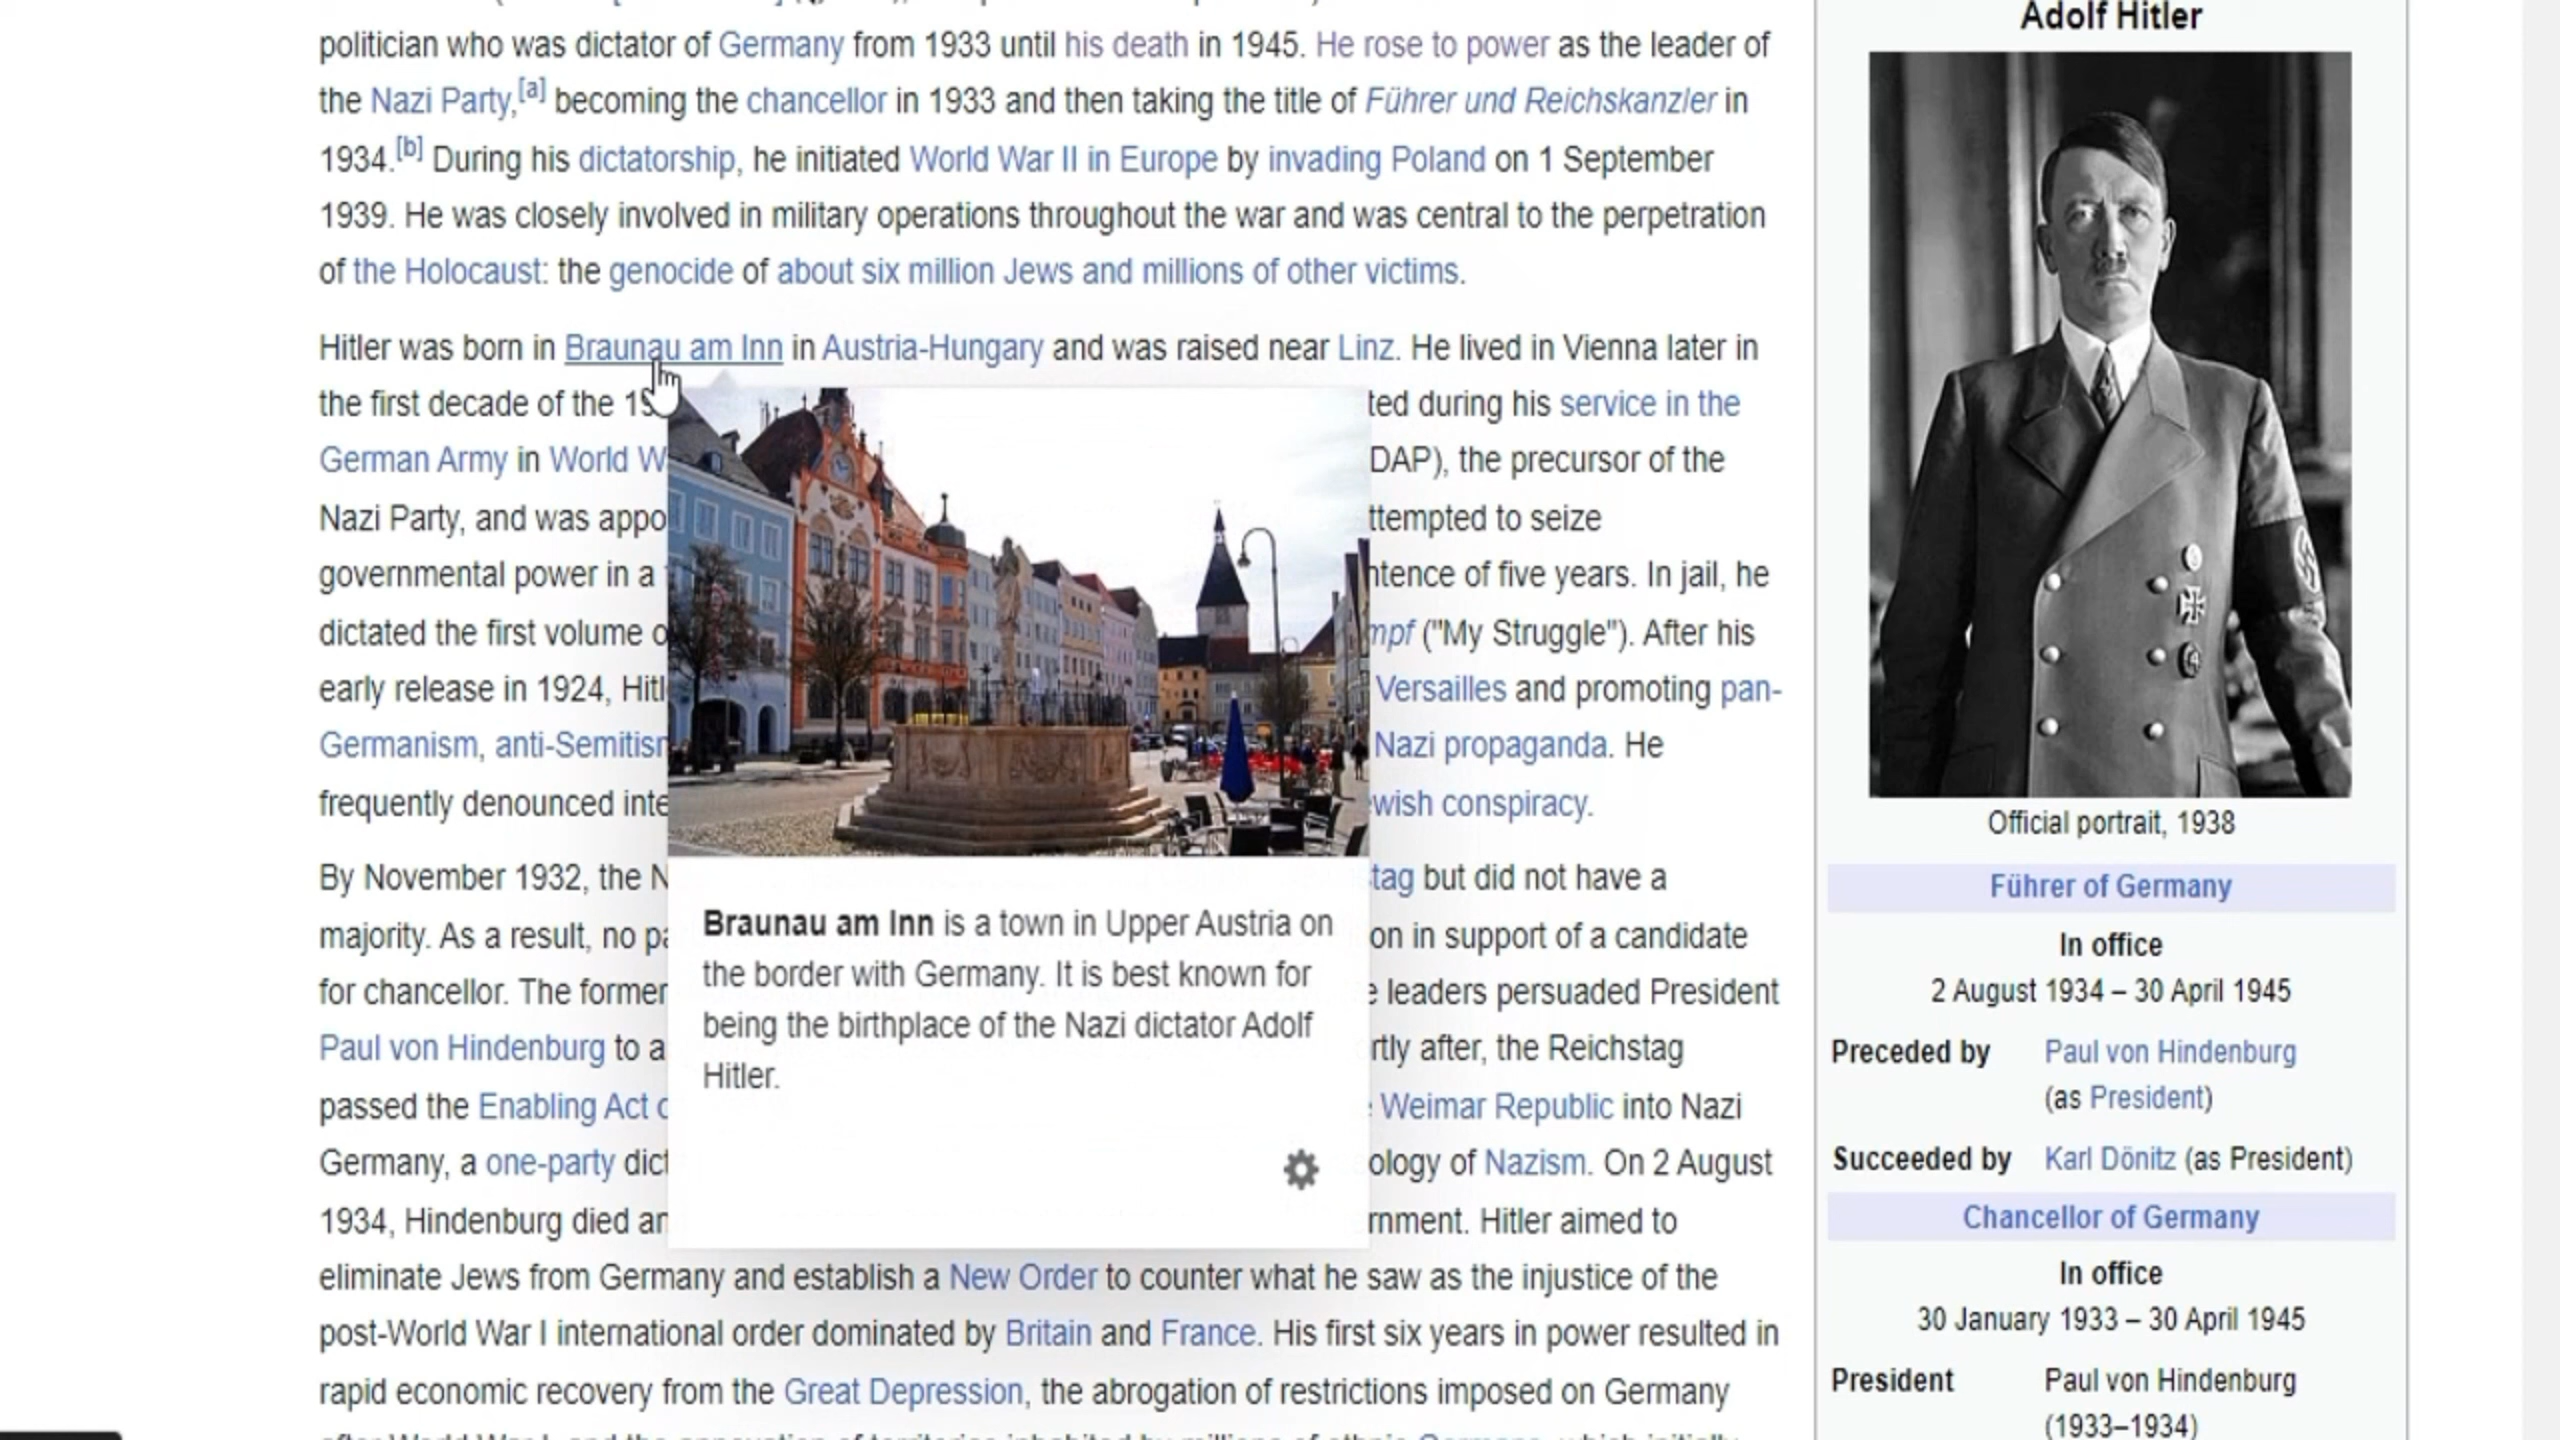 politician who was dictator of Germany from 1933 until his death in 1945. He rose to power as the leader of
the Nazi Party,[a] becoming the chancellor in 1933 and then taking the title of Führer und Reichskanzler in
1934.[b] During his dictatorship, he initiated World War II in Europe by invading Poland on 1 September
1939. He was closely involved in military operations throughout the war and was central to the perpetration
of the Holocaust: the genocide of about six million Jews and millions of other victims.
Hitler was born in Braunau am Inn in Austria-Hungary and was raised near Linz. He lived in Vienna later in
the first decade of the
during his service in the
German Army in World
DAP), the precursor of the
Nazi Party, and was
attempted to seize
governmental power in a
of five years. In jail, he
dictated the first volume
("My Struggle"). After his
early release in 1924,
Versailles and promoting pan-
Germanism,
Nazi propaganda. He
frequently denounced
conspiracy.
By November 1932, the
but did not have a
majority. As a result, no
in support of a candidate
for chancellor. The former
leaders persuaded President
Paul von Hindenburg to
after, the Reichstag
passed the Enabling Act
Weimar Republic into Nazi
Germany, a one-party
of Nazism. On 2 August
1934, Hindenburg died
Hitler aimed to
eliminate Jews from Germany and establish a New Order to counter what he saw as the injustice of the
post-World War I international order dominated by Britain and France. His first six years in power resulted in
rapid economic recovery from the Great Depression, the abrogation of restrictions imposed on Germany
Braunau am Inn is a town in Upper Austria on
the border with Germany. It is best known for
being the birthplace of the Nazi dictator Adolf
Hitler.
Adolf Hitler
Official portrait, 1938
Führer of Germany
In office
2 August 1934 – 30 April 1945
Preceded by Paul von Hindenburg
(as President)
Succeeded by Karl Dönitz (as President)
Chancellor of Germany
In office
30 January 1933 – 30 April 1945
President Paul von Hindenburg
(1933–1934)